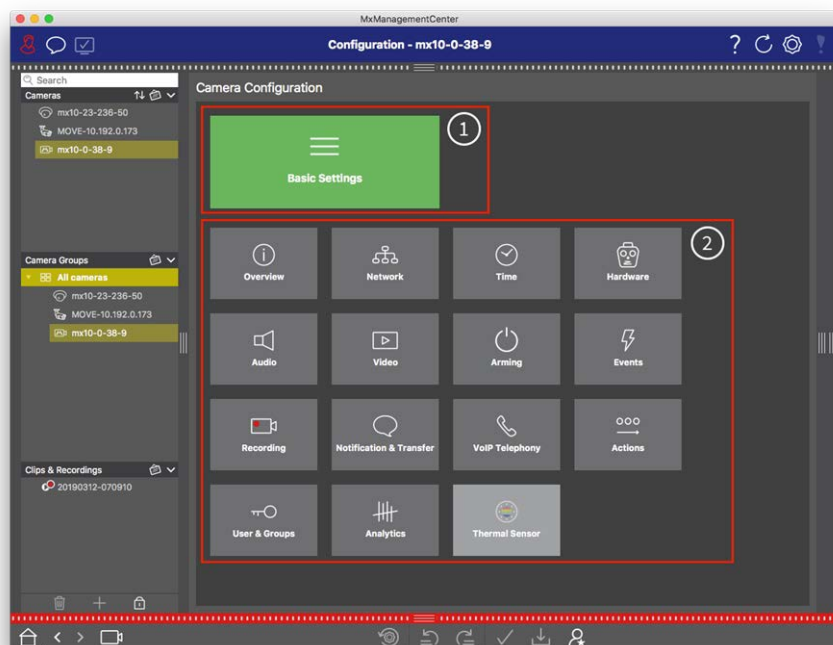 MxManagementCenter
Configuration - mx10-0-38-9
?
Search
Cameras
mx10-23-236-50
MOVE-10.192.0.173
mx10-0-38-9
Camera Groups
All cameras
mx10-23-236-50
MOVE-10.192.0.173
mx10-0-38-9
Clips & Recordings
20190312-070910
Camera Configuration
1
Basic Settings
2
Overview
Network
Time
Hardware
Audio
Video
Arming
Events
Recording
Notification & Transfer
VoIP Telephony
Actions
User & Groups
Analytics
Thermal Sensor